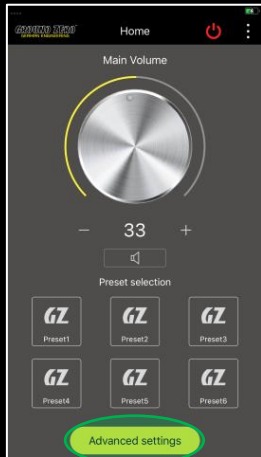 GROUND ZERO Home
Main Volume
− 33 +
Preset selection
GZ GZ GZ
Preset1 Preset2 Preset3
GZ GZ GZ
Preset4 Preset5 Preset6
Advanced settings